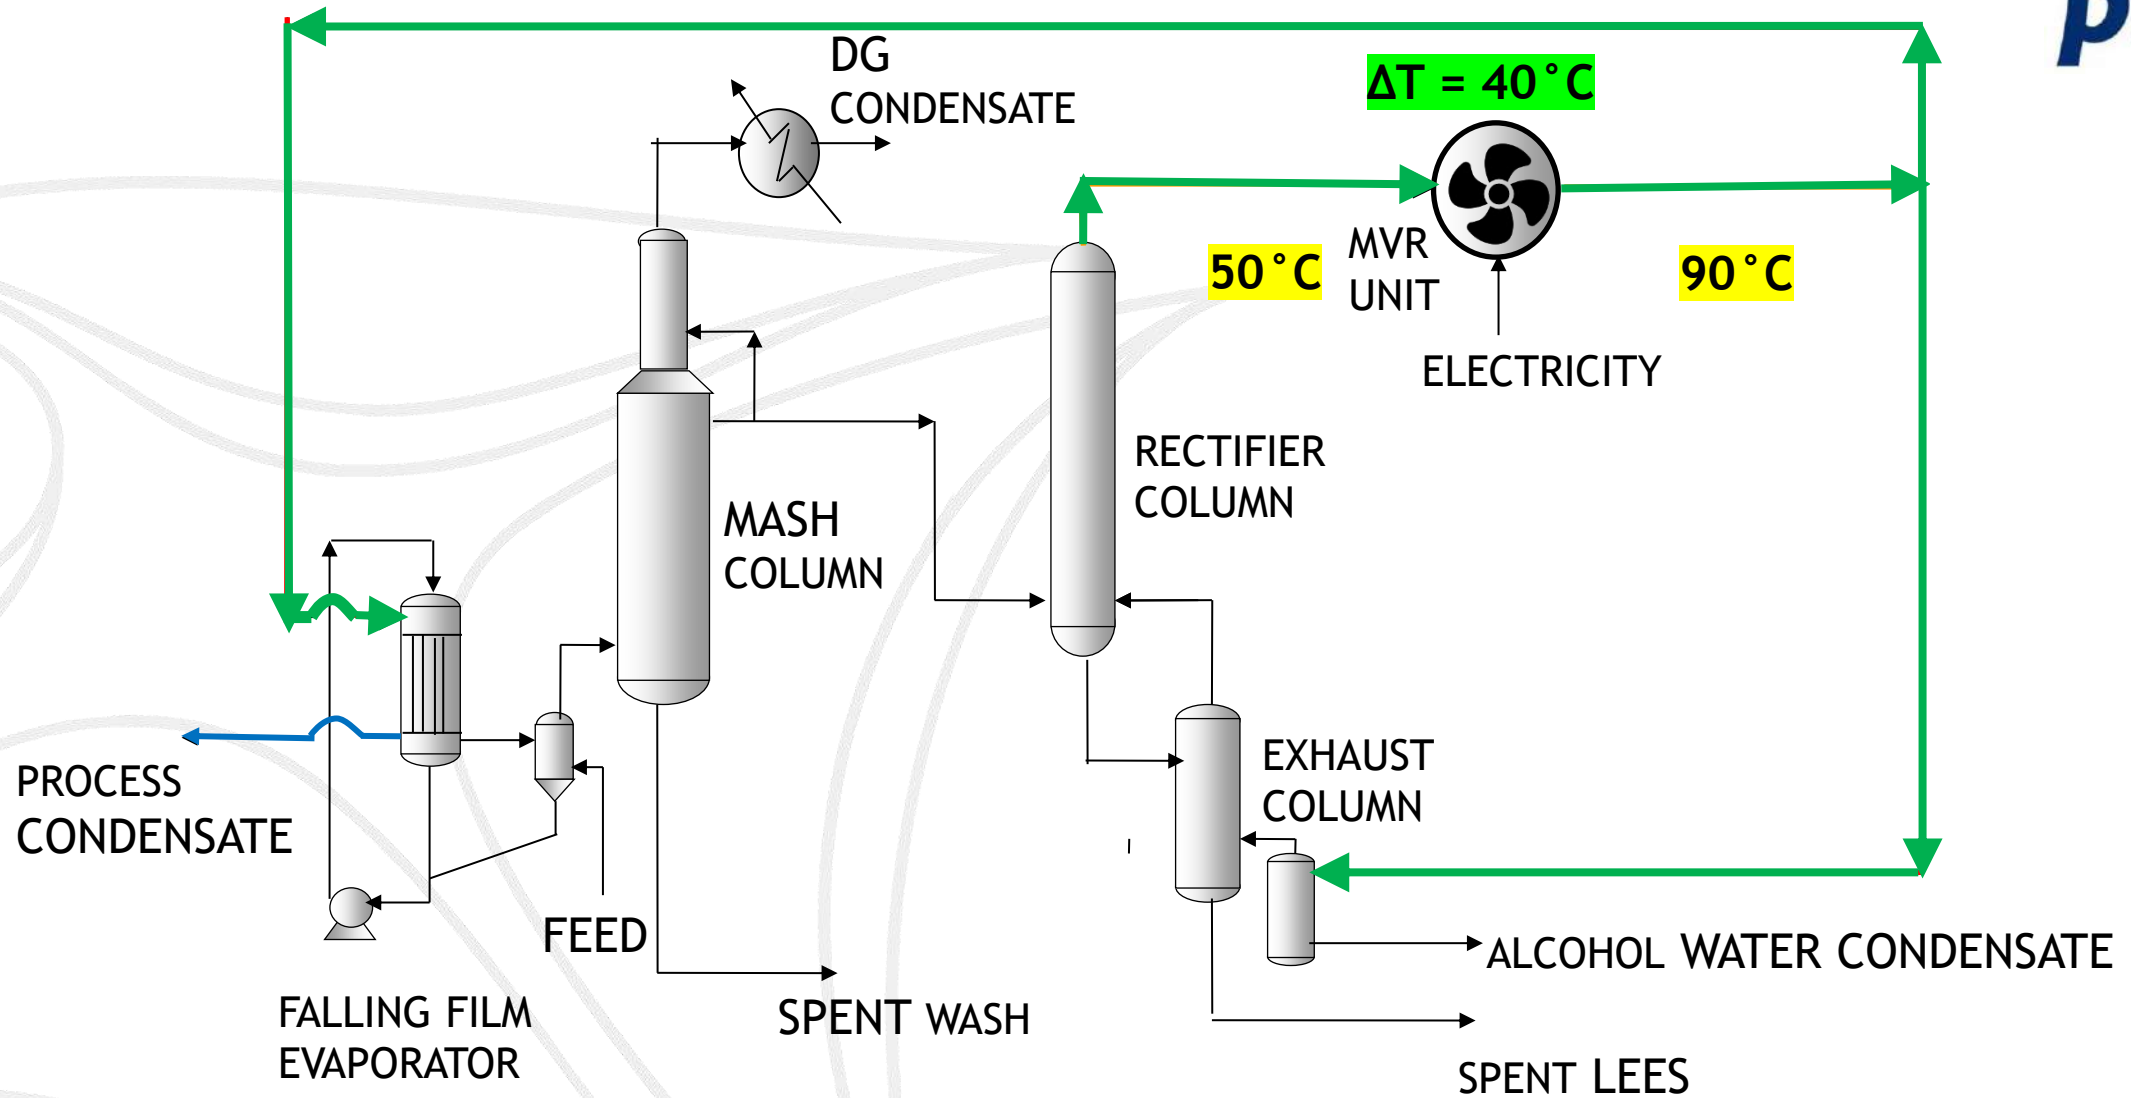 p
DG
CONDENSATE
ΔT = 40°C
50°C
MVR
UNIT
90°C
ELECTRICITY
RECTIFIER
COLUMN
MASH
COLUMN
PROCESS
CONDENSATE
EXHAUST
COLUMN
FEED
ALCOHOL WATER CONDENSATE
FALLING FILM
EVAPORATOR
SPENT WASH
SPENT LEES